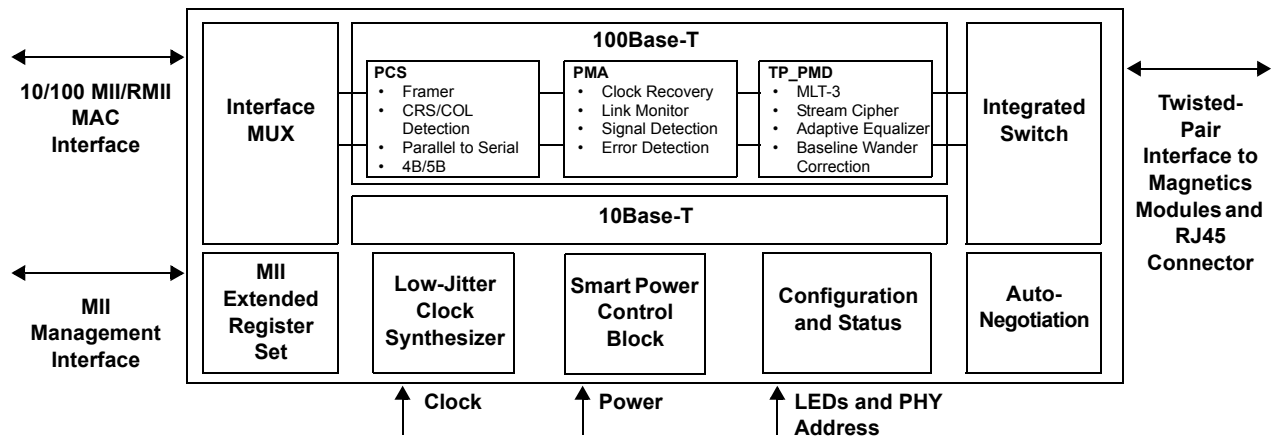 10/100 MII/RMII
MAC
Interface
MII
Management
Interface
Interface
MUX
100Base-T
PCS
• Framer
• CRS/COL
Detection
• Parallel to Serial
• 4B/5B
PMA
• Clock Recovery
• Link Monitor
• Signal Detection
• Error Detection
TP_PMD
• MLT-3
• Stream Cipher
• Adaptive Equalizer
• Baseline Wander
Correction
10Base-T
Integrated
Switch
Twisted-
Pair
Interface to
Magnetics
Modules and
RJ45
Connector
MII
Extended
Register
Set
Low-Jitter
Clock
Synthesizer
Smart Power
Control
Block
Configuration
and Status
Auto-
Negotiation
Clock
Power
LEDs and PHY
Address